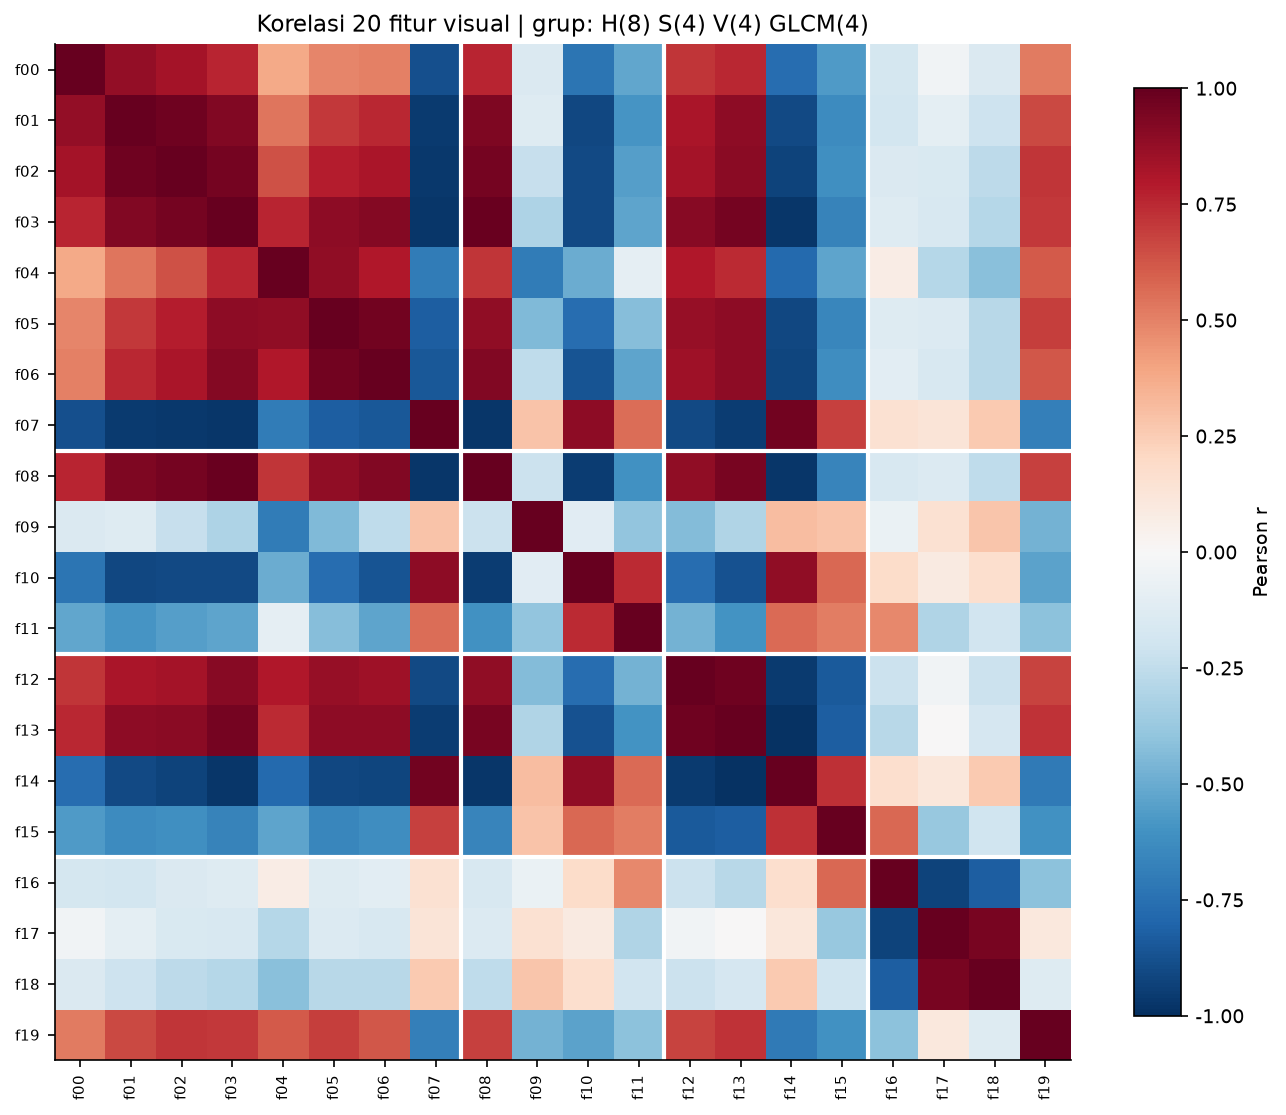 Korelasi 20 fitur visual | grup: H(8) S(4) V(4) GLCM(4)
f00
f01
f02
f03
f04
f05
f06
f07
f08
f09
f10
f11
f12
f13
f14
f15
f16
f17
f18
f19
f00 f01 f02 f03 f04 f05 f06 f07 f08 f09 f10 f11 f12 f13 f14 f15 f16 f17 f18 f19
1.00
0.75
0.50
0.25
0.00
-0.25
-0.50
-0.75
-1.00
Pearson r